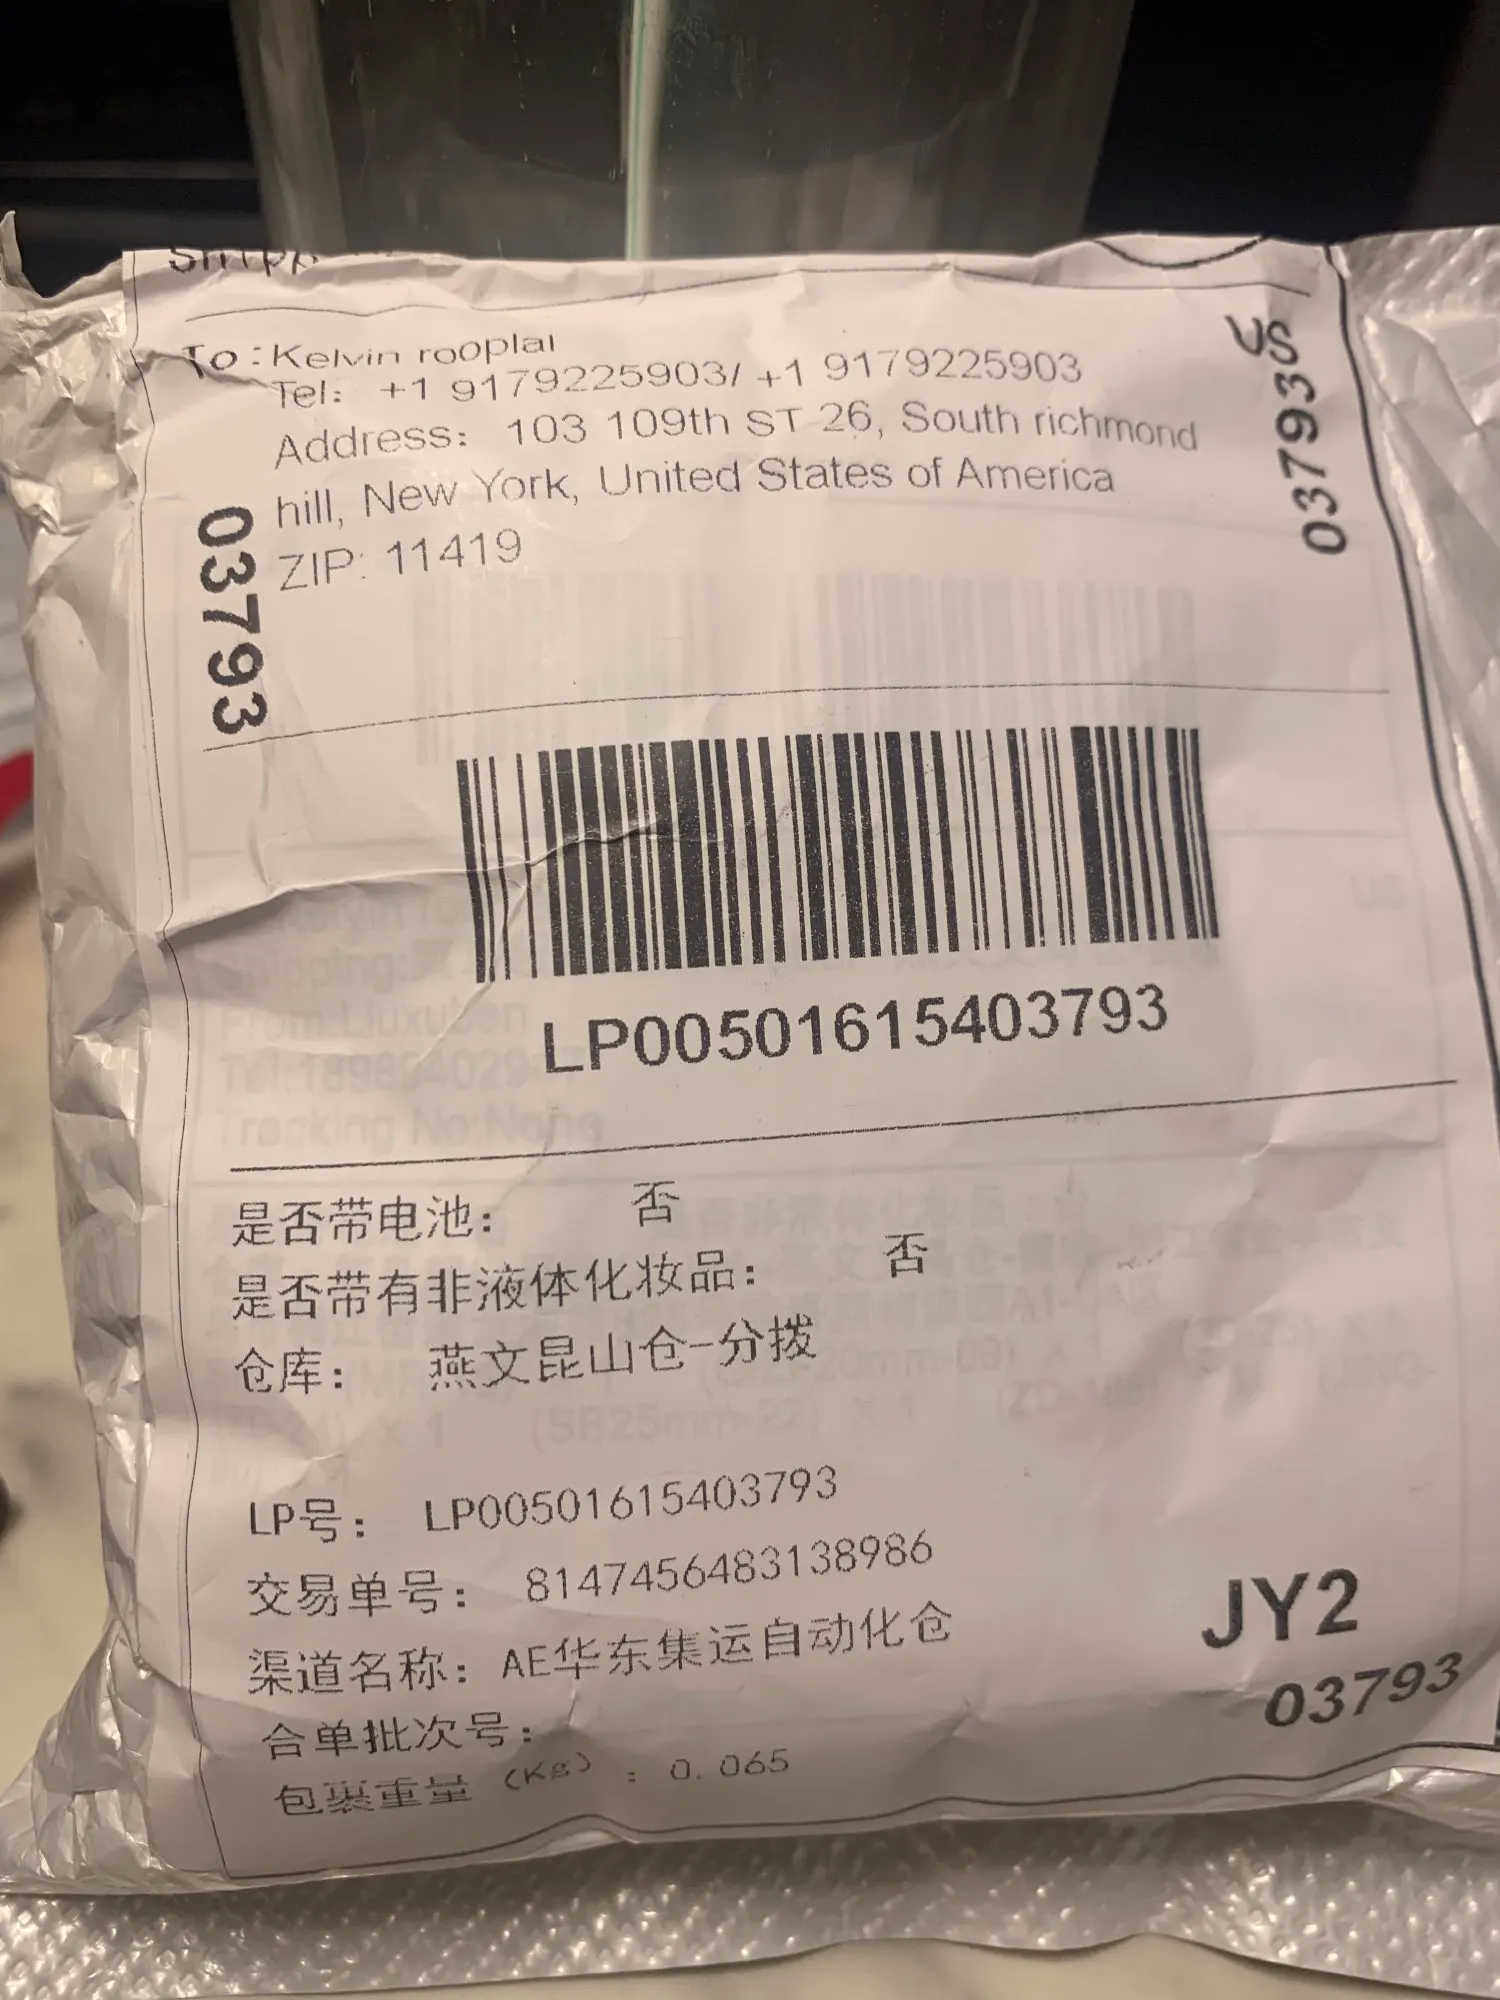 To:Kelvin rooplal
Tel: +1 9179225903/ +1 9179225903
Address: 103 109th ST 26, South richmond
hill, New York, United States of America
ZIP: 11419
US
03793
03793
LP00501615403793
Tracking No:None
是否带电池: 否
是否带有非液体化妆品: 否
仓库: 燕文昆山仓-分拨
LP号: LP00501615403793
交易单号: 8147456483138986
渠道名称: AE华东集运自动化仓
合单批次号:
包裹重量 (KG) : 0.065
JY2
03793